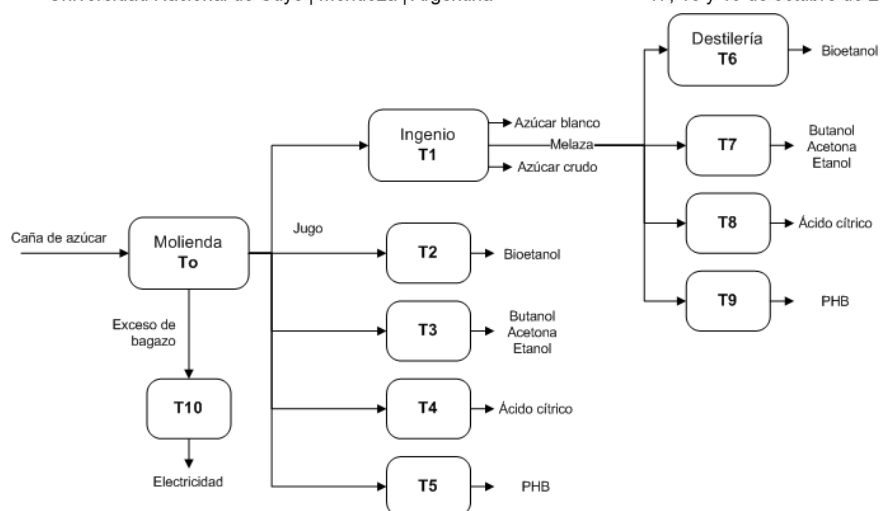 Destilería
T6
Bioetanol
Ingenio
T1
Azúcar blanco
Melaza
Azúcar crudo
T7
Butanol
Acetona
Etanol
T8
Ácido cítrico
T9
PHB
Caña de azúcar
Molienda
To
Jugo
T2
Bioetanol
T3
Butanol
Acetona
Etanol
T4
Ácido cítrico
T5
PHB
Exceso de
bagazo
T10
Electricidad